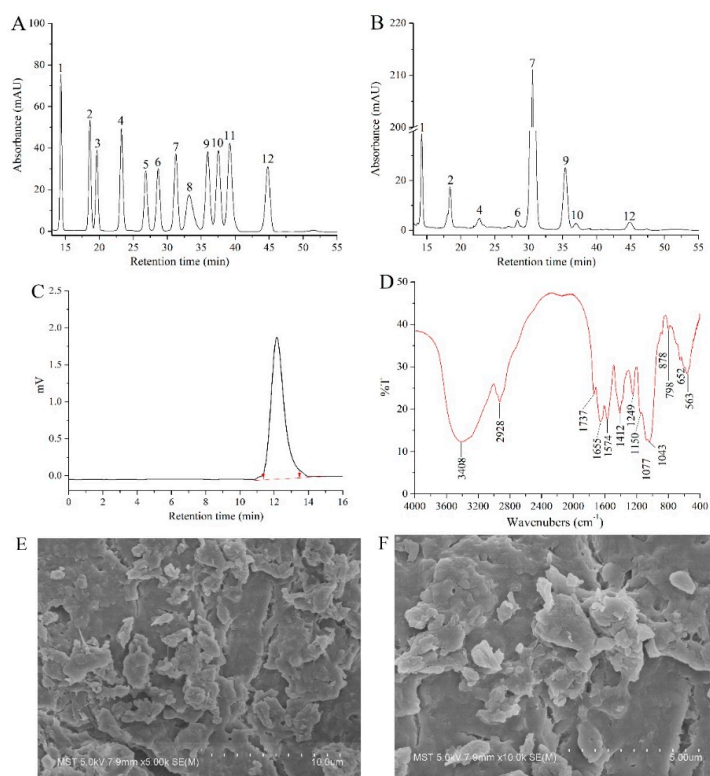 A
100
80
60
40
20
0
Absorbance (mAU)
1
2
3
4
5
6
7
8
9
10
11
12
15 20 25 30 35 40 45 50 55
Retention time (min)
B
220
210
200
40
20
0
Absorbance (mAU)
1
2
4
6
7
9
10
12
15 20 25 30 35 40 45 50 55
Retention time (min)
C
2.5
2.0
1.5
1.0
0.5
0.0
mV
0 2 4 6 8 10 12 14 16
Retention time (min)
D
50
40
30
20
10
0
%T
3408
2928
1737
1655
1574
1412
1249
1150
1077
1043
878
798
652
563
4000 3600 3200 2800 2400 2000 1600 1200 800 400
Wavenubers (cm⁻¹)
E
MST 5.0kV 7.9mm x5.00k SE(M)
10.0um
F
MST 5.0kV 7.9mm x10.0k SE(M)
5.00um